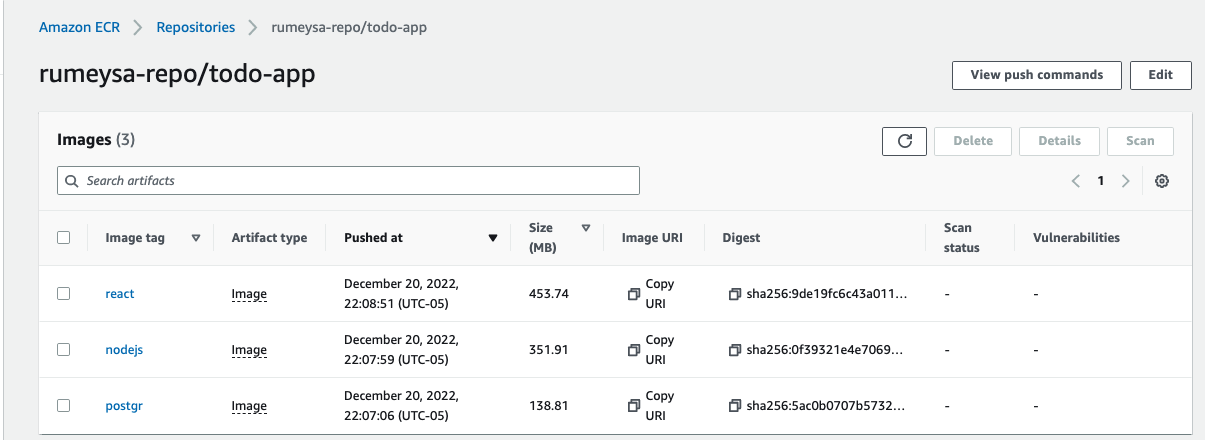 Amazon ECR > Repositories > rumeysa-repo/todo-app
rumeysa-repo/todo-app
View push commands
Edit
Images (3)
Delete
Details
Scan
Search artifacts
1
Image tag
Artifact type
Pushed at
Size
(MB)
Image URI
Digest
Scan
status
Vulnerabilities
react
Image
December 20, 2022,
22:08:51 (UTC-05)
453.74
Copy
URI
sha256:9de19fc6c43a011...
-
-
nodejs
Image
December 20, 2022,
22:07:59 (UTC-05)
351.91
Copy
URI
sha256:0f39321e4e7069...
-
-
postgr
Image
December 20, 2022,
22:07:06 (UTC-05)
138.81
Copy
URI
sha256:5ac0b0707b5732...
-
-